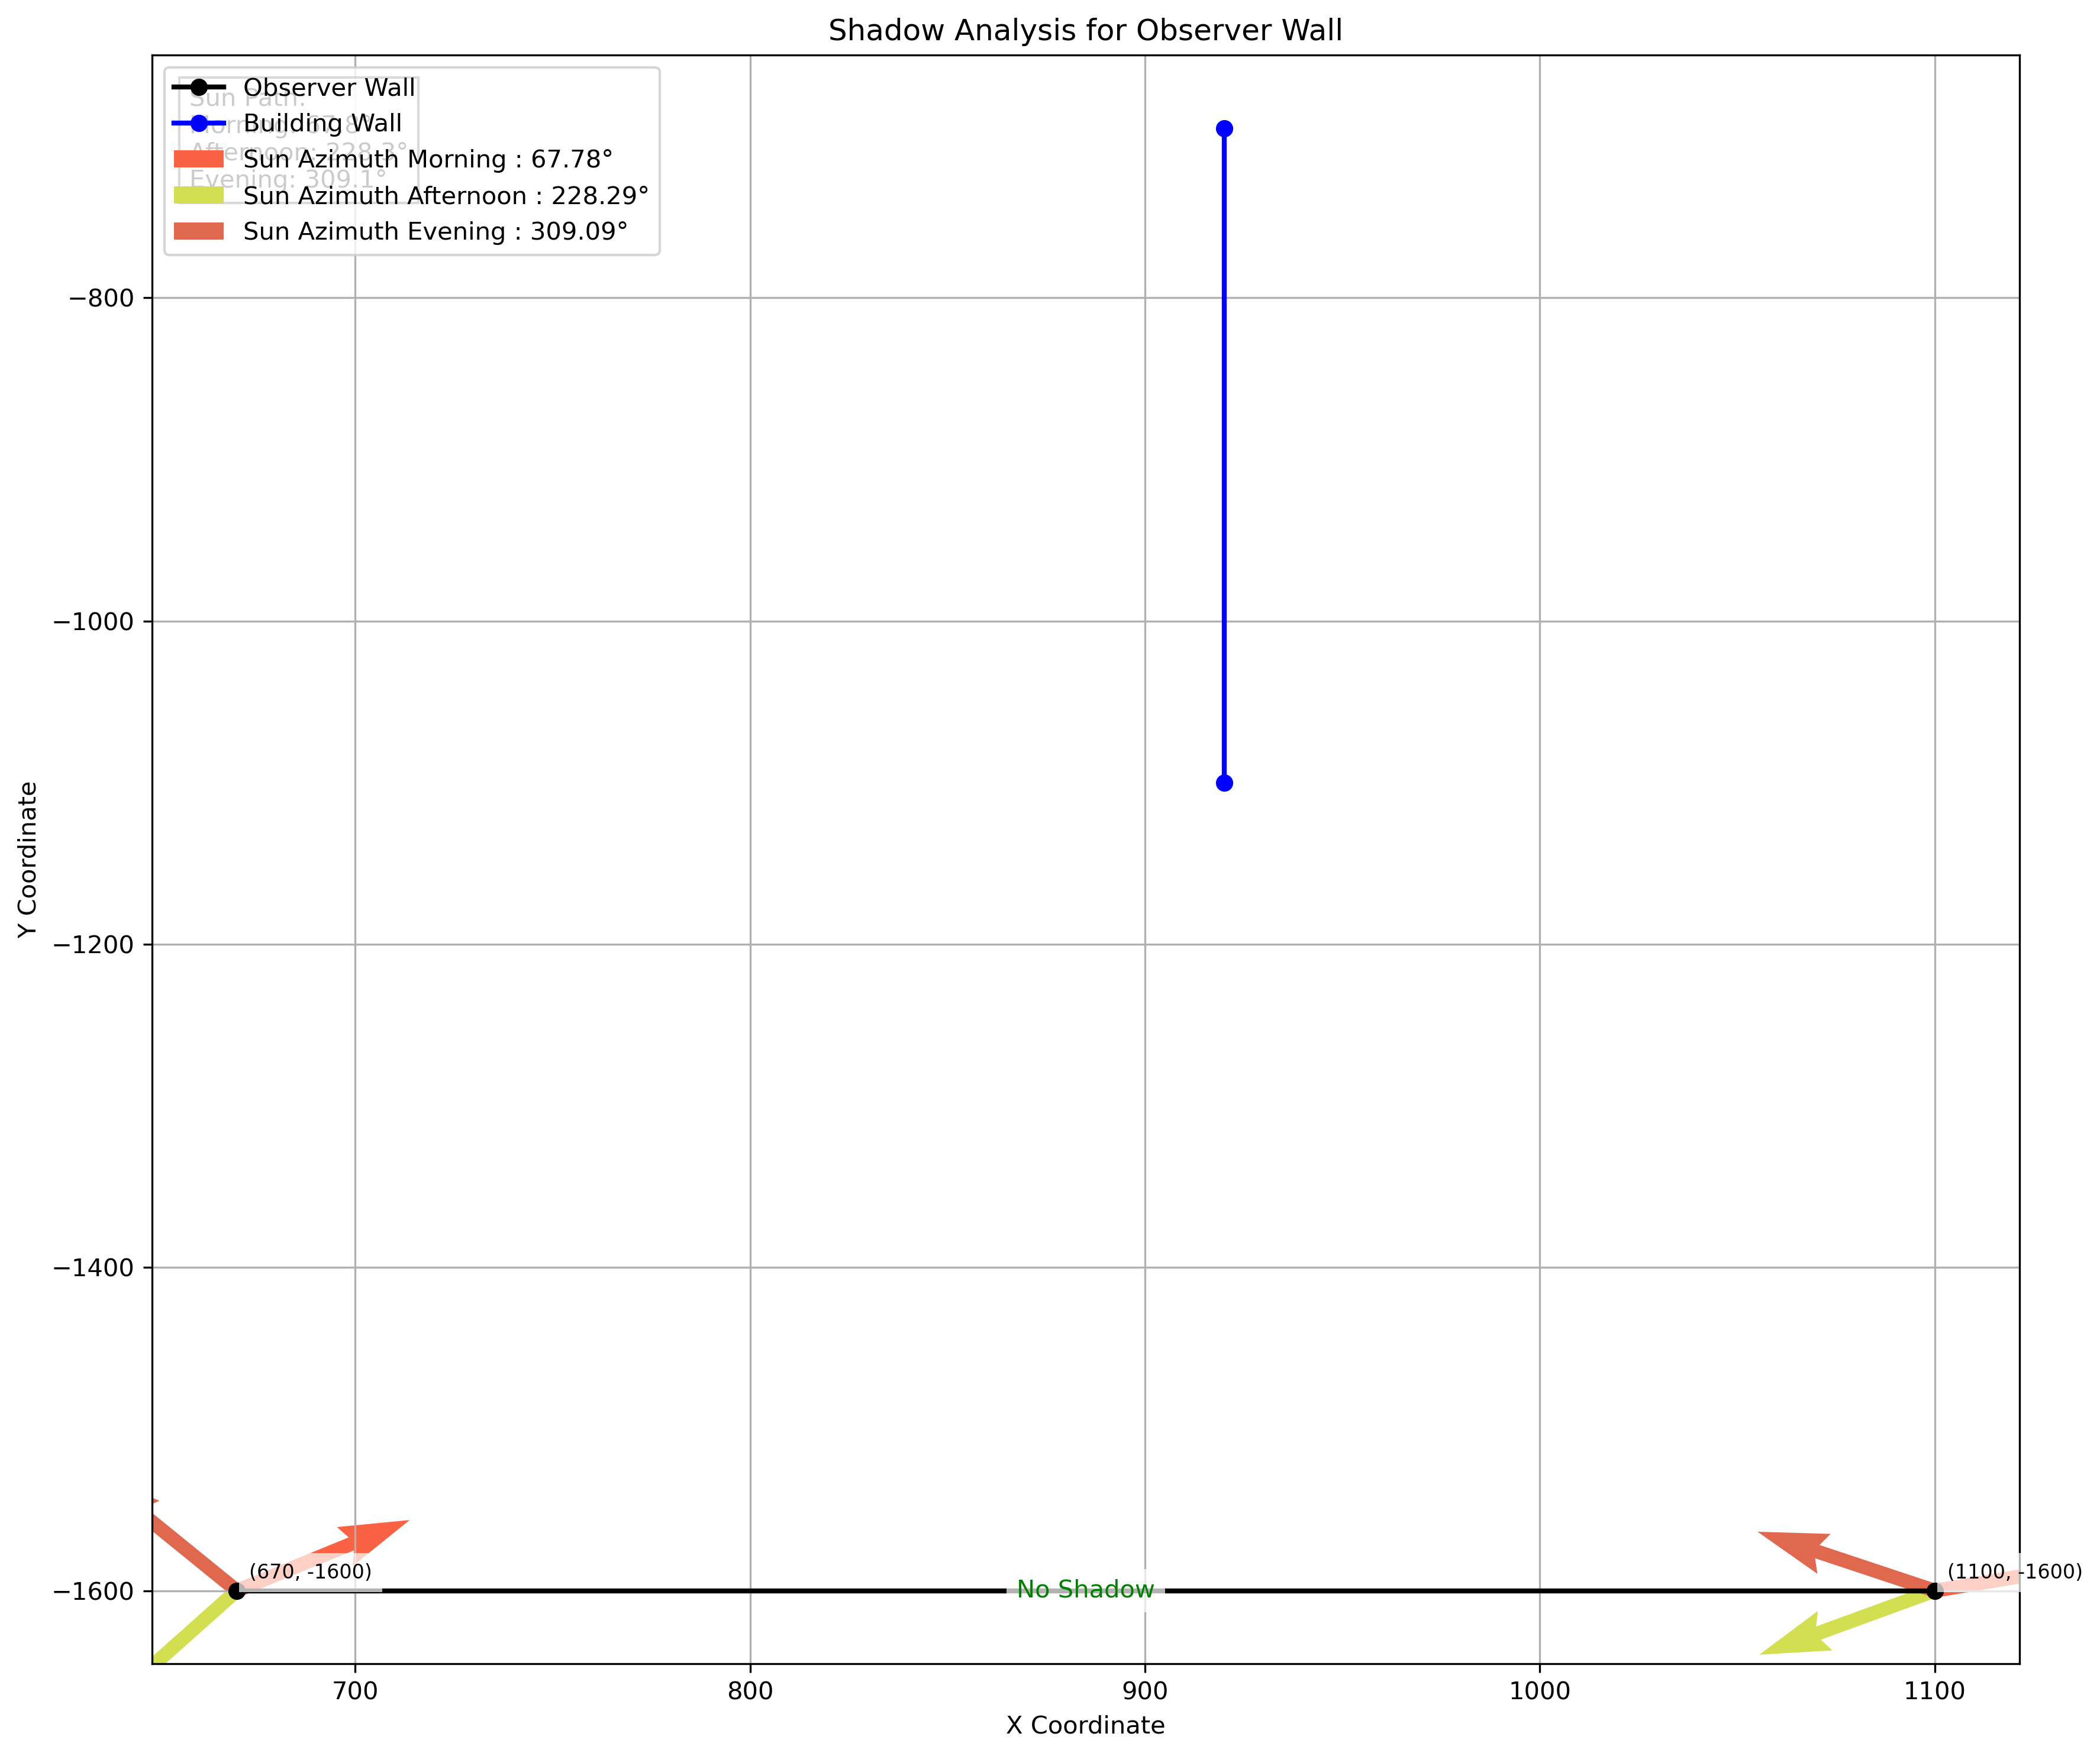 Shadow Analysis for Observer Wall
Observer Wall
Building Wall
Sun Azimuth Morning : 67.78°
Sun Azimuth Afternoon : 228.29°
Sun Azimuth Evening : 309.09°
Sun Path:
Morning: 67.8°
Afternoon: 228.3°
Evening: 309.1°
−800
−1000
−1200
−1400
−1600
Y Coordinate
(670, -1600)
No Shadow
(1100, -1600)
700
800
900
1000
1100
X Coordinate